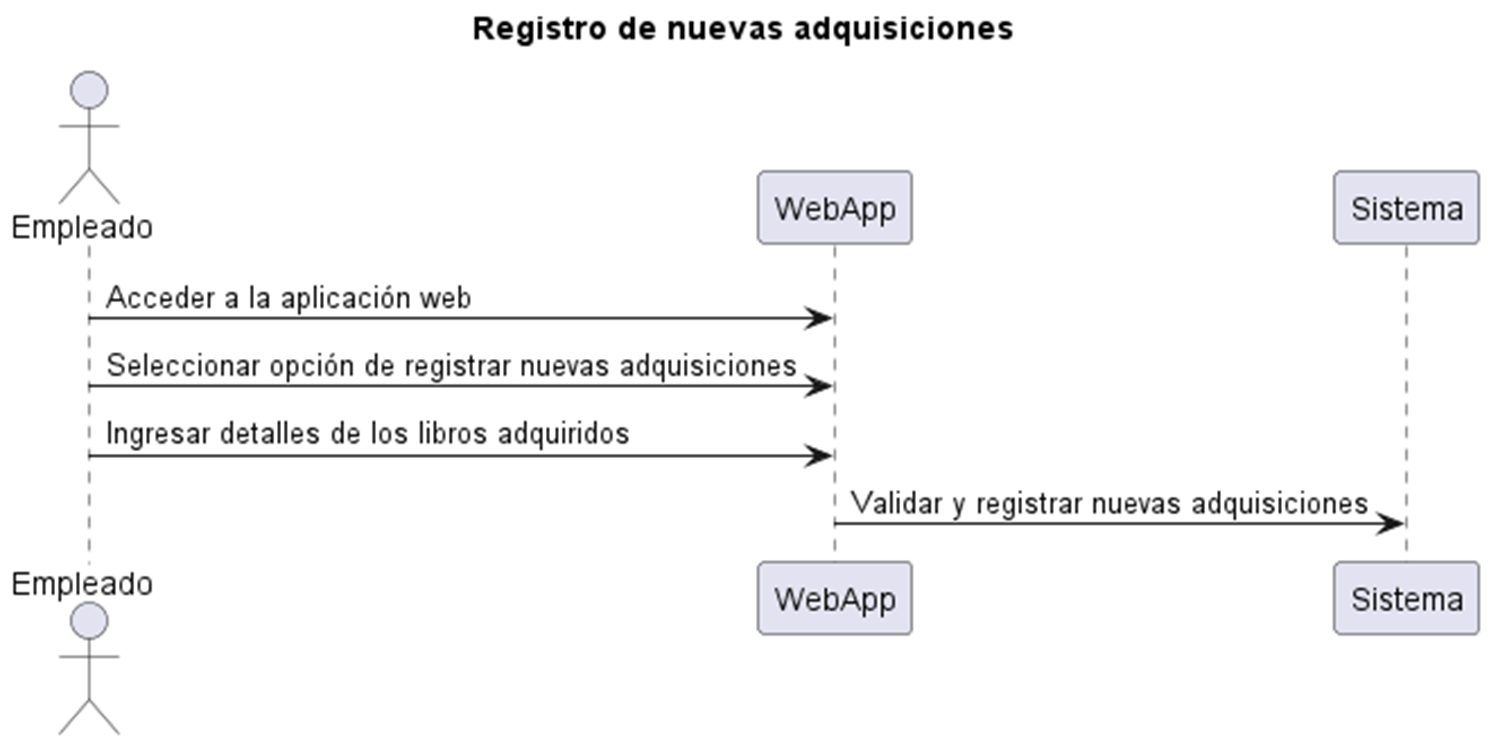 Registro de nuevas adquisiciones
Empleado
WebApp
Sistema
Acceder a la aplicación web
Seleccionar opción de registrar nuevas adquisiciones
Ingresar detalles de los libros adquiridos
Validar y registrar nuevas adquisiciones
Empleado
WebApp
Sistema